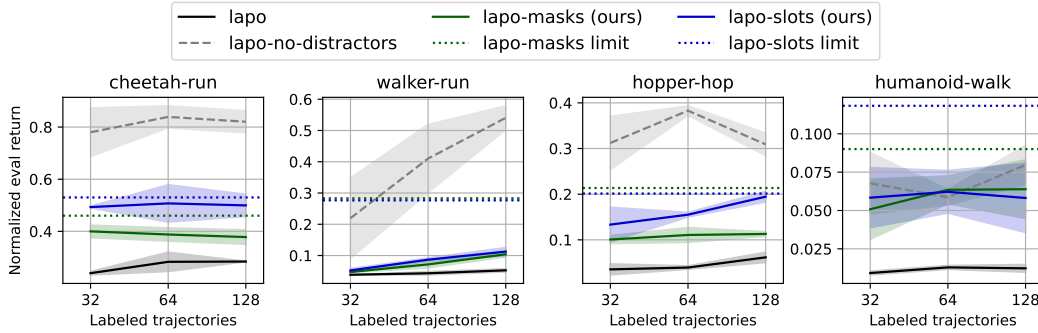 lapo
lapo-masks (ours)
lapo-slots (ours)
lapo-no-distractors
lapo-masks limit
lapo-slots limit
cheetah-run
walker-run
hopper-hop
humanoid-walk
Normalized eval return
0.8
0.6
0.4
32
64
128
Labeled trajectories
0.6
0.5
0.4
0.3
0.2
0.1
32
64
128
Labeled trajectories
0.4
0.3
0.2
0.1
32
64
128
Labeled trajectories
0.100
0.075
0.050
0.025
32
64
128
Labeled trajectories